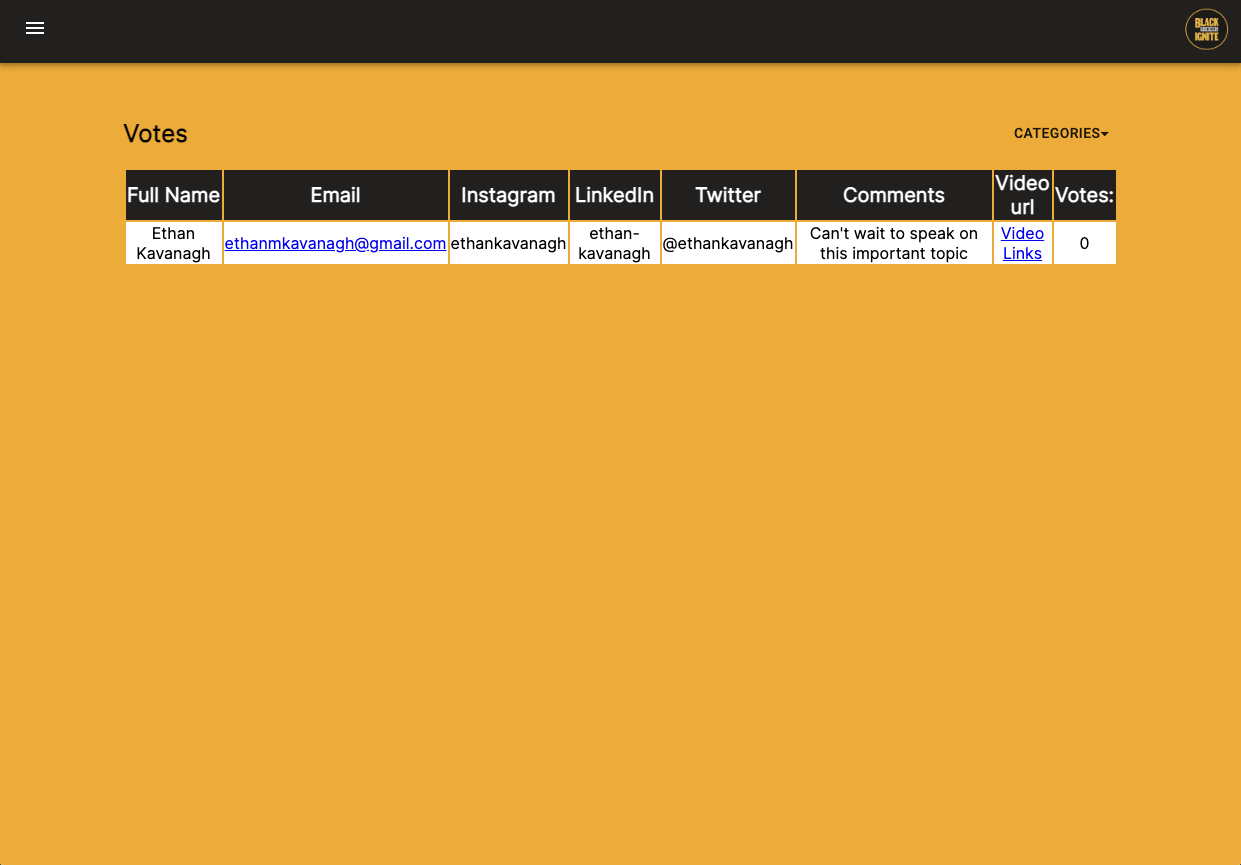 BLACK
IGNITE
Votes
CATEGORIES
Full Name Email Instagram LinkedIn Twitter Comments Video url Votes:
Ethan Kavanagh ethanmkavanagh@gmail.com ethankavanagh ethan-kavanagh @ethankavanagh Can't wait to speak on this important topic Video Links 0